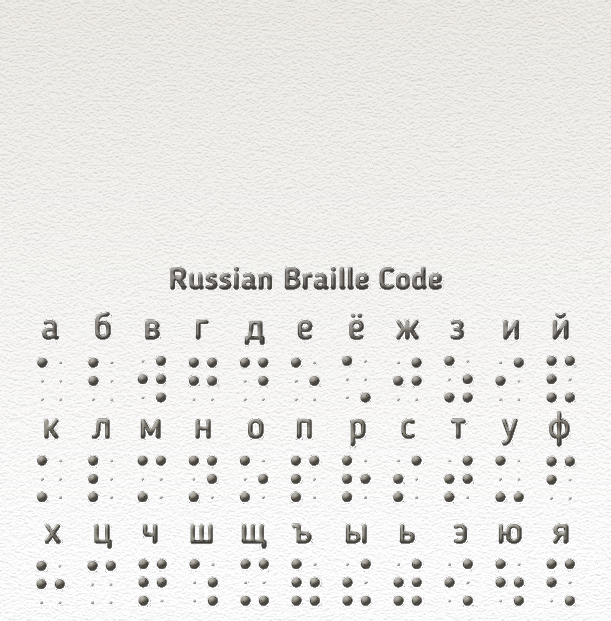 Russian Braille Code
а б в г д е ё ж з и й
к л м н о п р с т у ф
х ц ч ш щ ъ ы ь э ю я